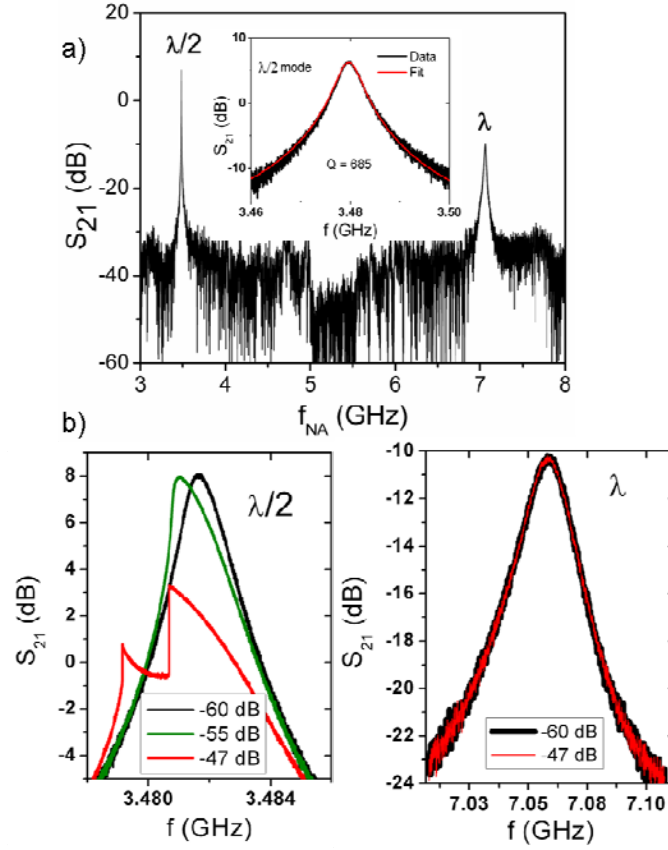 a)
20
0
-20
-40
-60
S21 (dB)
λ/2
λ
3 4 5 6 7 8
fNA (GHz)
10
0
-10
S21 (dB)
λ/2 mode
Data
Fit
Q = 685
3.46 3.48 3.50
f (GHz)
b)
8
6
4
2
0
-2
-4
S21 (dB)
λ/2
-60 dB
-55 dB
-47 dB
3.480 3.484
f (GHz)
-10
-12
-14
-16
-18
-20
-22
-24
S21 (dB)
λ
-60 dB
-47 dB
7.03 7.05 7.08 7.10
f (GHz)